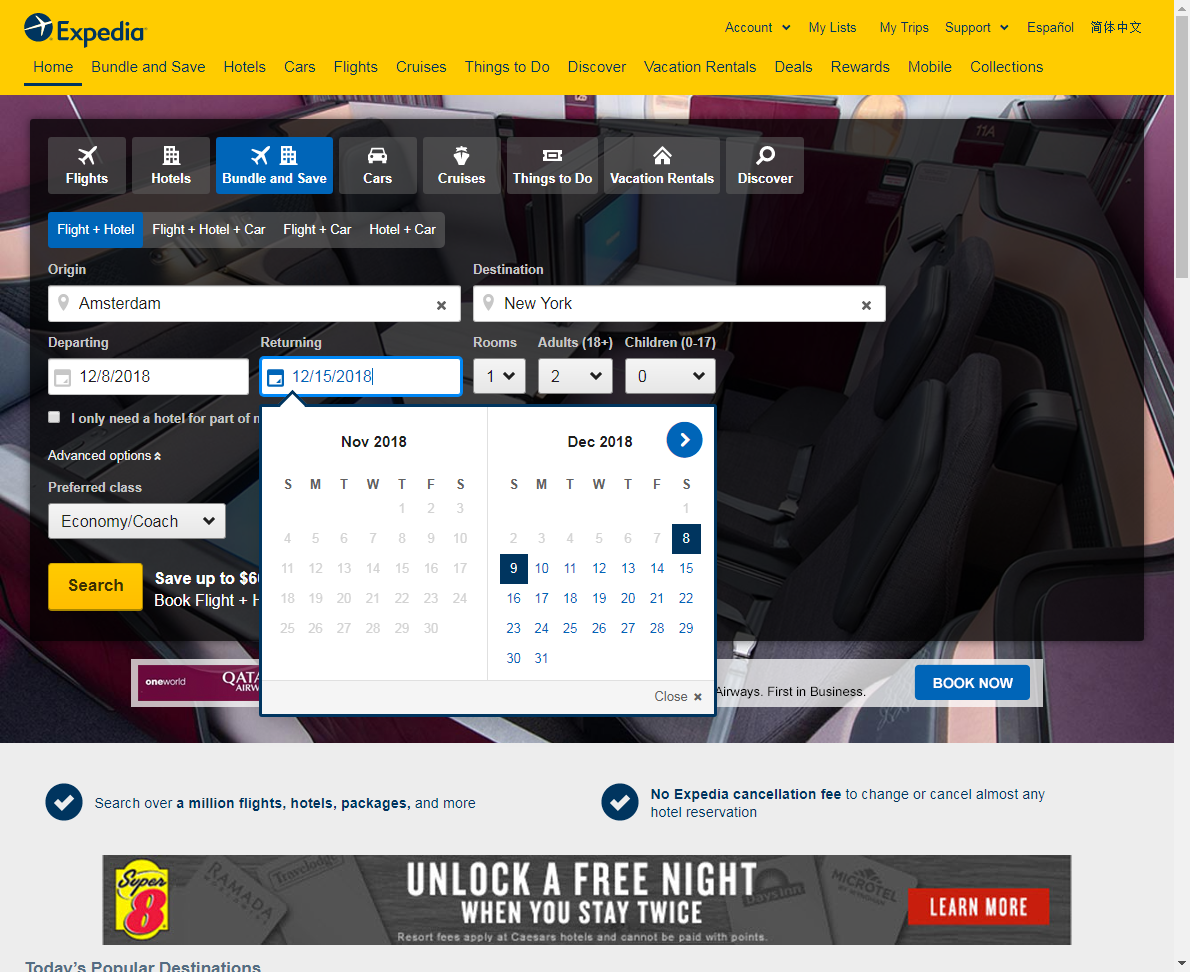 Expedia
Account My Lists My Trips Support Español 简体中文
Home Bundle and Save Hotels Cars Flights Cruises Things to Do Discover Vacation Rentals Deals Rewards Mobile Collections
11A
Flights Hotels Bundle and Save Cars Cruises Things to Do Vacation Rentals Discover
Flight + Hotel Flight + Hotel + Car Flight + Car Hotel + Car
Origin Destination
Amsterdam New York
Departing Returning Rooms Adults (18+) Children (0-17)
12/8/2018 12/15/2018 1 2 0
I only need a hotel for part of
Advanced options
Preferred class
Economy/Coach
Search
Save up to $6
Book Flight +
Nov 2018
S M T W T F S
1 2 3
4 5 6 7 8 9 10
11 12 13 14 15 16 17
18 19 20 21 22 23 24
25 26 27 28 29 30
Dec 2018
S M T W T F S
1
2 3 4 5 6 7 8
9 10 11 12 13 14 15
16 17 18 19 20 21 22
23 24 25 26 27 28 29
30 31
Close
oneworld
Airways. First in Business.
BOOK NOW
Search over a million flights, hotels, packages, and more
No Expedia cancellation fee to change or cancel almost any
hotel reservation
Super 8
RAMADA
Travelodge
UNLOCK A FREE NIGHT
WHEN YOU STAY TWICE
Resort fees apply at Caesars hotels and cannot be paid with points.
Days Inn
MICROTEL
LEARN MORE
Today's Popular Destinations